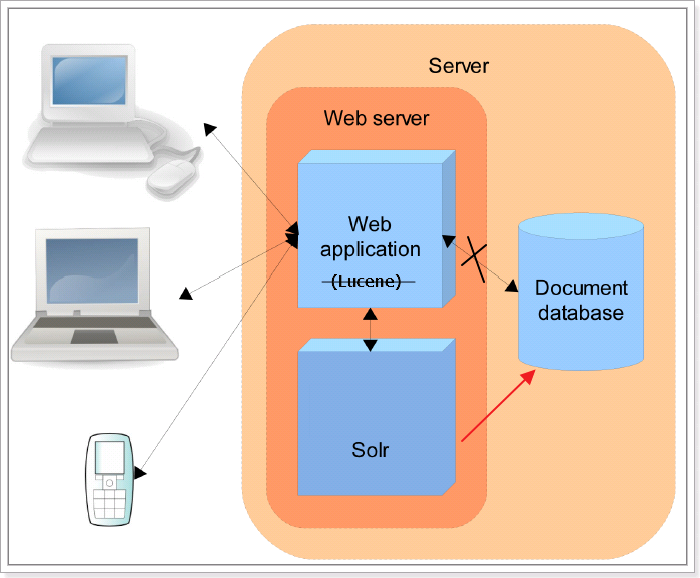 Server
Web server
Web
application
(Lucene)
Document
database
Solr